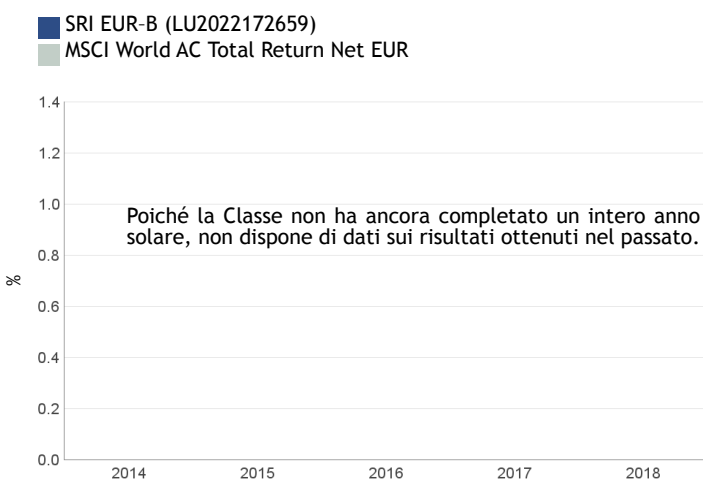 SRI EUR–B (LU2022172659)
MSCI World AC Total Return Net EUR
1.4
1.2
1.0
Poiché la Classe non ha ancora completato un intero anno
solare, non dispone di dati sui risultati ottenuti nel passato.
0.8
%
0.6
0.4
0.2
0.0
2014 2015 2016 2017 2018